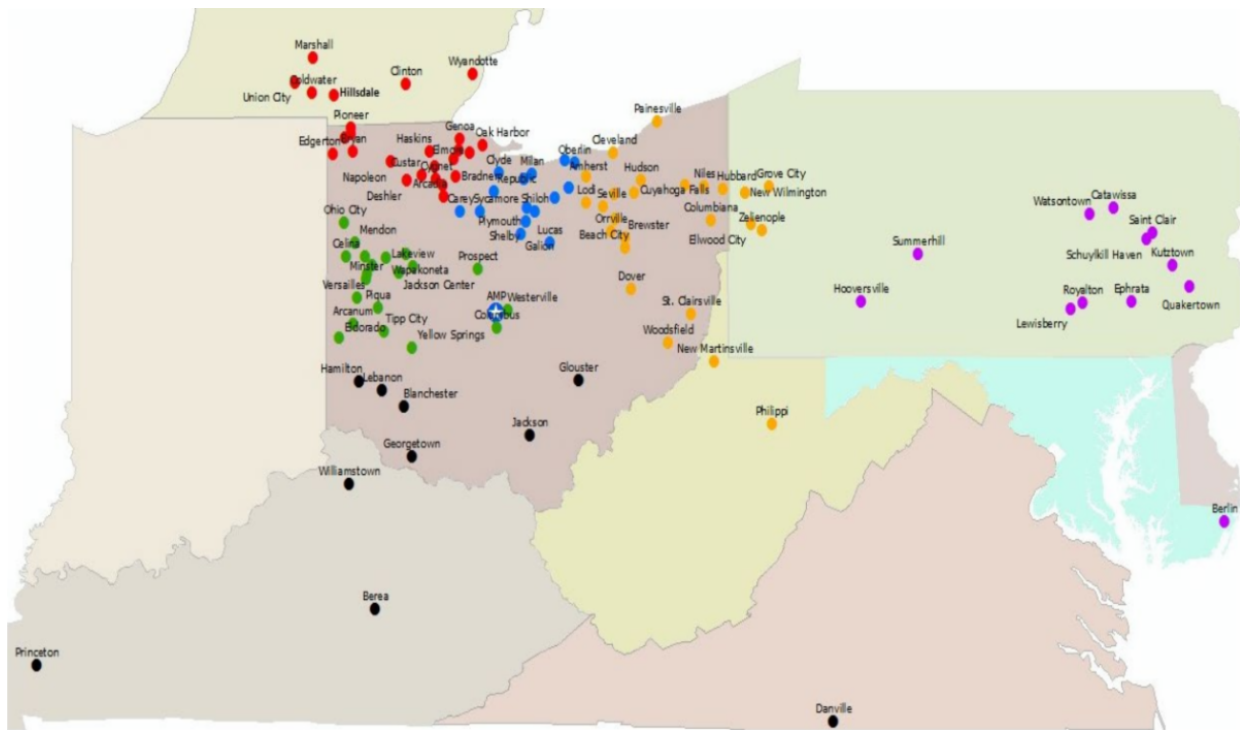 Marshall
Wyandotte
Coldwater
Clinton
Union City
Hillsdale
Painesville
Pioneer
Edgerton
Bryan
Haskins
Genoa
Oak Harbor
Cleveland
Elmore
Custar
Cygnet
Clyde
Milan
Oberlin
Amherst
Hudson
Niles
Hubbard
Grove City
Napoleon
Arcadia
Bradner
Republic
Cuyahoga Falls
New Wilmington
Deshler
Carey
Sycamore
Shiloh
Lodi
Seville
Catawissa
Watsontown
Ohio City
Mendon
Plymouth
Lucas
Orrville
Brewster
Columbiana
Zelienople
Saint Clair
Shelby
Galion
Beach City
Ellwood City
Summerhill
Schuylkill Haven
Kutztown
Celina
Lakeview
Prospect
Minster
Wapakoneta
Jackson Center
Versailles
Dover
Hooversville
Royalton
Ephrata
Quakertown
Piqua
AMP
Westerville
St. Clairsville
Lewisberry
Arcanum
Tipp City
Columbus
Eldorado
Yellow Springs
Woodsfield
New Martinsville
Hamilton
Lebanon
Blanchester
Glouster
Jackson
Philippi
Georgetown
Williamstown
Berlin
Berea
Princeton
Danville